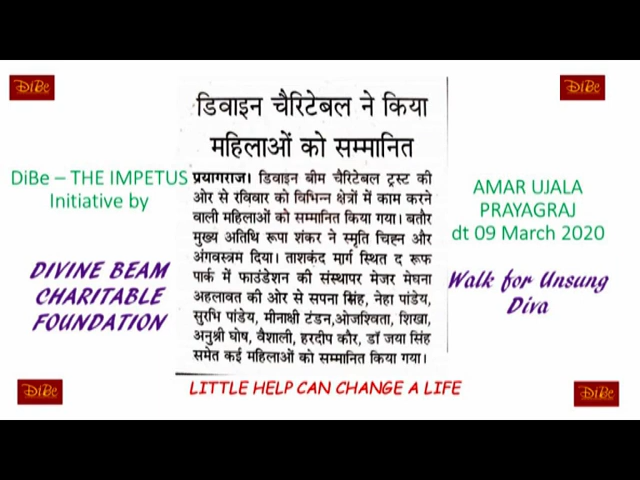 DiBe
DiBe
डिवाइन चैरिटेबल ने किया
महिलाओं को सम्मानित
DiBe – THE IMPETUS
Initiative by
DIVINE BEAM
CHARITABLE
FOUNDATION
प्रयागराज। डिवाइन बीम चैरिटेबल ट्रस्ट की
ओर से रविवार को विभिन्न क्षेत्रों में काम करने
वाली महिलाओं को सम्मानित किया गया। बतौर
मुख्य अतिथि रूपा शंकर ने स्मृति चिह्न और
अंगवस्त्रम दिया। ताशकंद मार्ग स्थित द रूफ
पार्क में फाउंडेशन की संस्थापर मेजर मेघना
अहलावत की ओर से सपना सिंह, नेहा पांडेय,
सुरभि पांडेय, मीनाक्षी टंडन,ओजश्विता, शिखा,
अनुश्री घोष, वैशाली, हरदीप कौर, डॉ जया सिंह
समेत कई महिलाओं को सम्मानित किया गया।
AMAR UJALA
PRAYAGRAJ
dt 09 March 2020
Walk for Unsung
Diva
DiBe
LITTLE HELP CAN CHANGE A LIFE
DiBe